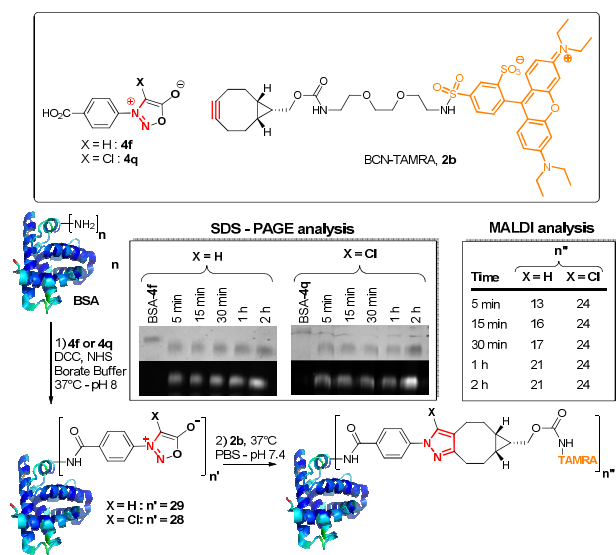 X
O⊖
N⊕
N
O
O
HO₂C
X = H : 4f
X = Cl : 4q
H
H
O
O
N
H
O
O
H
N
O
S
O
SO₃⊖
N⊕
O
N
BCN-TAMRA, 2b
[NH₂]n
n
BSA
SDS - PAGE analysis
X = H
X = Cl
BSA-4f
5 min
15 min
30 min
1 h
2 h
BSA-4q
5 min
15 min
30 min
1 h
2 h
MALDI analysis
n"
Time X = H X = Cl
5 min 13 24
15 min 16 24
30 min 17 24
1 h 21 24
2 h 21 24
1) 4f or 4q
DCC, NHS
Borate Buffer
37ºC - pH 8
O
NH
X
O⁻
N⁺
N
O
n'
X = H : n' = 29
X = Cl: n' = 28
2) 2b, 37ºC
PBS - pH 7.4
O
NH
X
N
N
H
H
O
O
NH
TAMRA
n"